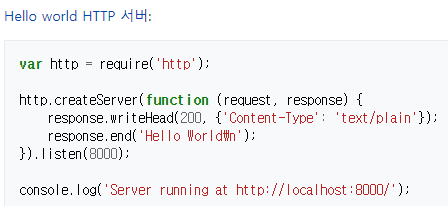 Hello world HTTP 서버:
var http = require('http');
http.createServer(function (request, response) {
    response.writeHead(200, {'Content-Type': 'text/plain'});
    response.end('Hello World₩n');
}).listen(8000);
console.log('Server running at http://localhost:8000/');